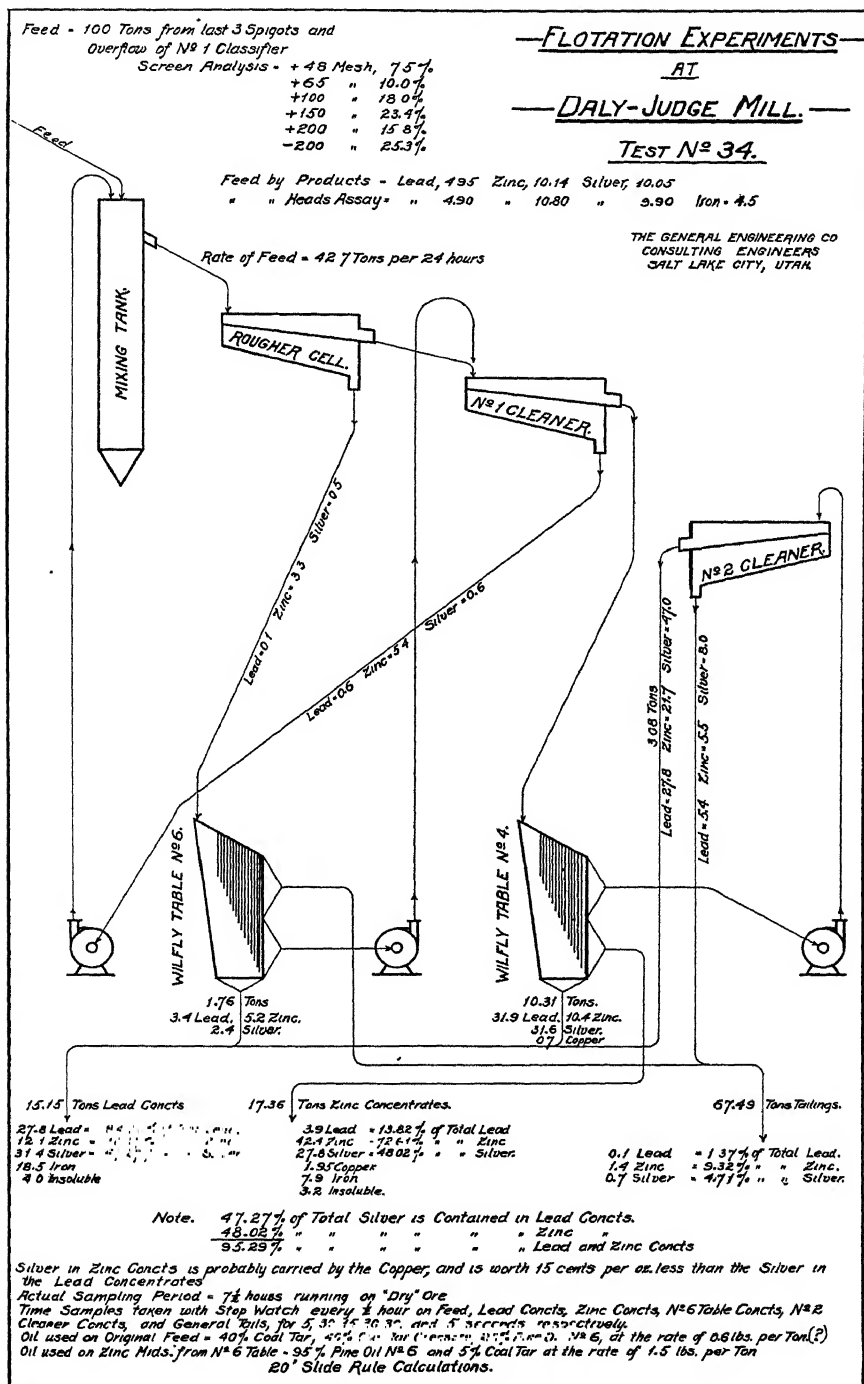 Feed = 100 Tons from last 3 Spigots and
Overflow of Nº 1 Classifier
Screen Analysis = + 48 Mesh, 7 5%
+65 " 10.0%
+100 " 18 0%
+150 " 23.4%
+200 " 15 8%
-200 " 25.3%
FLOTATION EXPERIMENTS
AT
DALY-JUDGE MILL.
TEST Nº 34.
Feed
Feed by Products = Lead, 4 95 Zinc, 10.14 Silver, 10.05
" " Heads Assay = " 4.90 " 10.80 " 9.90 Iron = 4.5
THE GENERAL ENGINEERING CO
CONSULTING ENGINEERS
SALT LAKE CITY, UTAH.
Rate of Feed = 42 7 Tons per 24 hours
MIXING TANK.
ROUGHER CELL.
Nº 1 CLEANER.
Nº 2 CLEANER.
Lead = 0 1 Zinc = 3 3 Silver = 0.5
Lead = 0.6 Zinc = 5.4 Silver = 0.6
3.08 Tons
Lead = 27.8 Zinc = 21.7 Silver = 47.0
Lead = 5.4 Zinc = 5.5 Silver = 8.0
WILFLY TABLE Nº 6.
WILFLY TABLE Nº 4.
1.76 Tons
3.4 Lead, 5.2 Zinc.
2.4 Silver.
10.31 Tons.
31.9 Lead, 10.4 Zinc.
31.6 Silver.
0 7 Copper
15.15 Tons Lead Concts
27.8 Lead =
12.1 Zinc =
31 4 Silver =
18.5 Iron
4 0 Insoluble
17.36 Tons Zinc Concentrates.
3.9 Lead = 13.82% of Total Lead
42.4 Zinc = 72 61% " " Zinc
27.8 Silver = 48 02% " " Silver.
1.95 Copper
7.9 Iron
3.2 Insoluble.
67.49 Tons Tailings.
0.1 Lead = 1 37% of Total Lead.
1.4 Zinc = 9.32% " " Zinc.
0.7 Silver = 4.71% " " Silver.
Note. 47.27% of Total Silver is Contained in Lead Concts.
48.02% " " " " " " Zinc "
95.29% " " " " " " Lead and Zinc Concts
Silver in Zinc Concts is probably carried by the Copper, and is worth 15 cents per oz. less than the Silver in
the Lead Concentrates
Actual Sampling Period = 7½ hours running on "Dry" Ore
Time Samples taken with Stop Watch every ½ hour on Feed, Lead Concts, Zinc Concts, Nº 6 Table Concts, Nº 2
Cleaner Concts, and General Tails, for 5, and 5 seconds respectively.
Oil used on Original Feed = 40% Coal Tar, Nº 6, at the rate of 0.8 lbs. per Ton (?)
Oil used on Zinc Mids. from Nº 6 Table - 95% Pine Oil Nº 6 and 5% Coal Tar at the rate of 1.5 lbs. per Ton
20" Slide Rule Calculations.